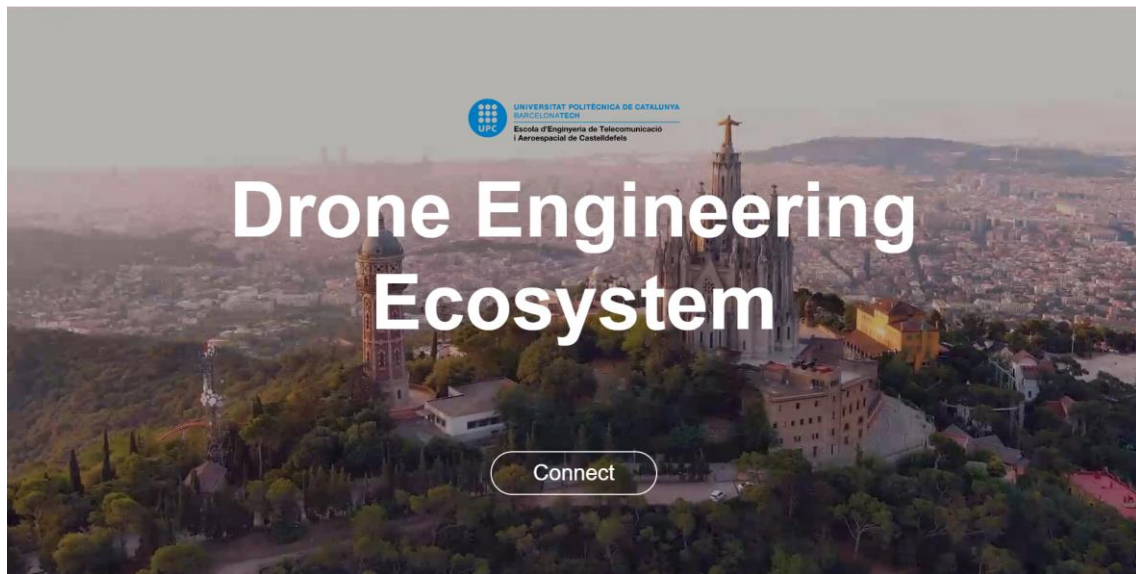 UPC
UNIVERSITAT POLITÈCNICA DE CATALUNYA
BARCELONATECH
Escola d'Enginyeria de Telecomunicació
i Aeroespacial de Castelldefels
Drone Engineering
Ecosystem
Connect